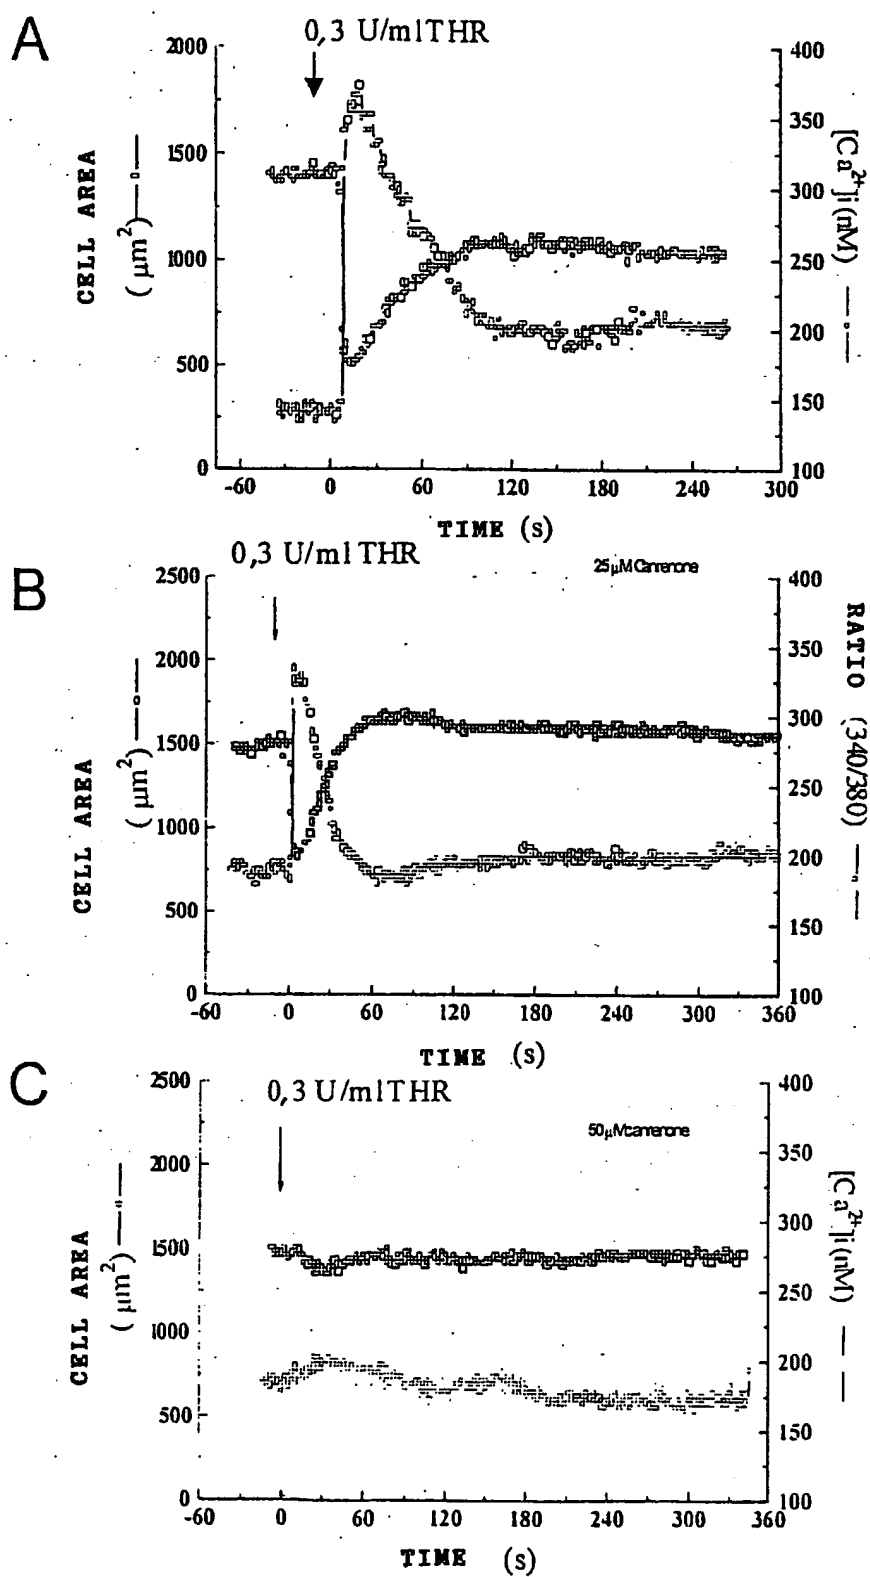 A
0,3 U/ml THR
2000
1500
1000
500
0
CELL AREA
(μm²)
400
350
300
250
200
150
100
[Ca²⁺]i (nM)
-60 0 60 120 180 240 300
TIME (s)
B
0,3 U/ml THR
25 μM Canrenone
2500
2000
1500
1000
500
0
CELL AREA
(μm²)
400
350
300
250
200
150
100
RATIO (340/380)
-60 0 60 120 180 240 300 360
TIME (s)
C
0,3 U/ml THR
50 μM canrenone
2500
2000
1500
1000
500
0
CELL AREA
(μm²)
400
350
300
250
200
150
100
[Ca²⁺]i (nM)
-60 0 60 120 180 240 300 360
TIME (s)